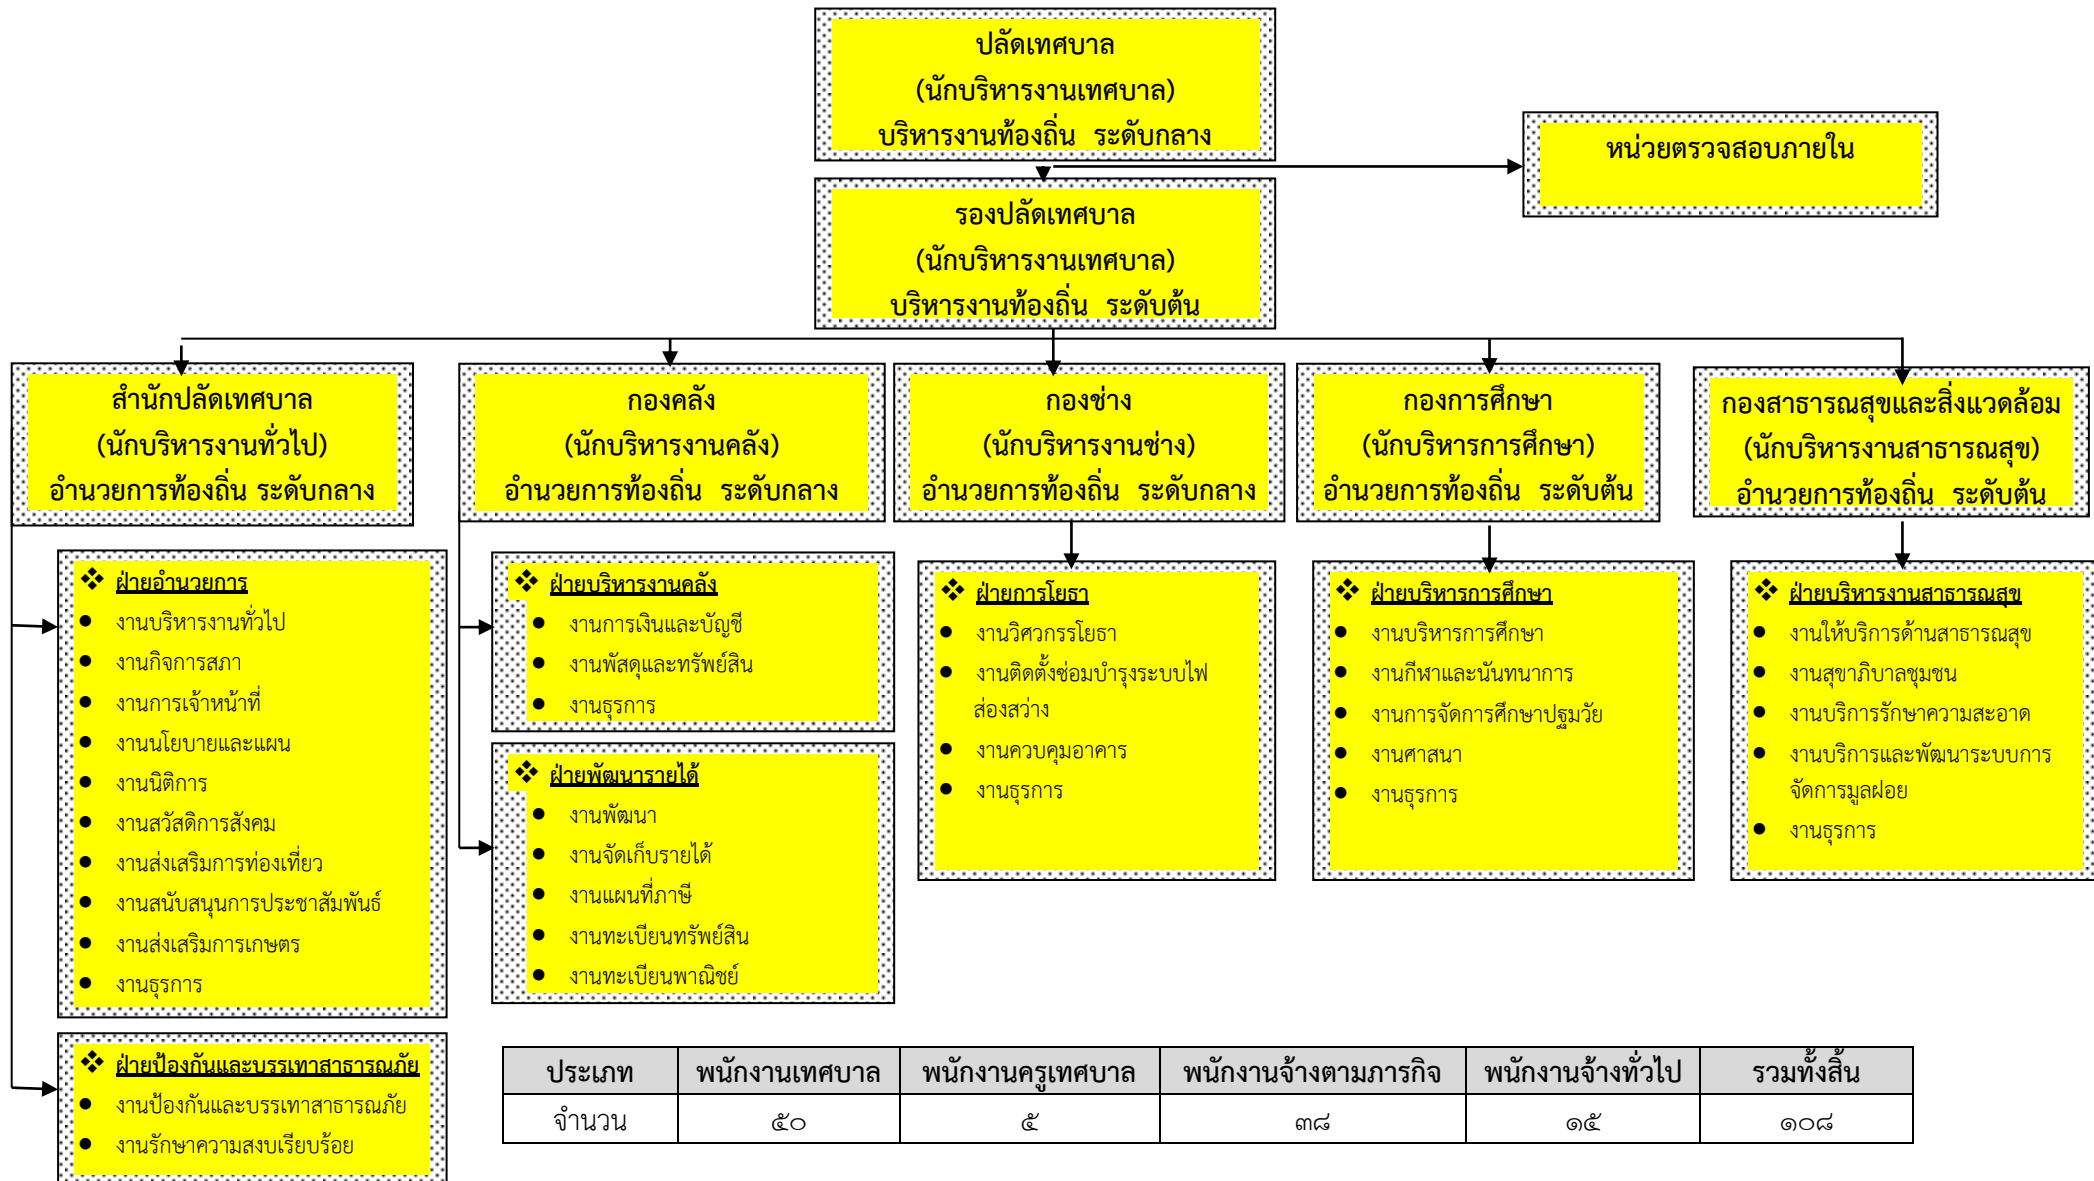 ปลัดเทศบาล
(นักบริหารงานเทศบาล)
บริหารงานท้องถิ่น ระดับกลาง
หน่วยตรวจสอบภายใน
รองปลัดเทศบาล
(นักบริหารงานเทศบาล)
บริหารงานท้องถิ่น ระดับต้น
สำนักปลัดเทศบาล
(นักบริหารงานทั่วไป)
อำนวยการท้องถิ่น ระดับกลาง
กองคลัง
(นักบริหารงานคลัง)
อำนวยการท้องถิ่น ระดับกลาง
กองช่าง
(นักบริหารงานช่าง)
อำนวยการท้องถิ่น ระดับกลาง
กองการศึกษา
(นักบริหารการศึกษา)
อำนวยการท้องถิ่น ระดับต้น
กองสาธารณสุขและสิ่งแวดล้อม
(นักบริหารงานสาธารณสุข)
อำนวยการท้องถิ่น ระดับต้น
❖ ฝ่ายอำนวยการ
● งานบริหารงานทั่วไป
● งานกิจการสภา
● งานการเจ้าหน้าที่
● งานนโยบายและแผน
● งานนิติการ
● งานสวัสดิการสังคม
● งานส่งเสริมการท่องเที่ยว
● งานสนับสนุนการประชาสัมพันธ์
● งานส่งเสริมการเกษตร
● งานธุรการ
❖ ฝ่ายป้องกันและบรรเทาสาธารณภัย
● งานป้องกันและบรรเทาสาธารณภัย
● งานรักษาความสงบเรียบร้อย
❖ ฝ่ายบริหารงานคลัง
● งานการเงินและบัญชี
● งานพัสดุและทรัพย์สิน
● งานธุรการ
❖ ฝ่ายพัฒนารายได้
● งานพัฒนา
● งานจัดเก็บรายได้
● งานแผนที่ภาษี
● งานทะเบียนทรัพย์สิน
● งานทะเบียนพาณิชย์
❖ ฝ่ายการโยธา
● งานวิศวกรรโยธา
● งานติดตั้งซ่อมบำรุงระบบไฟ
ส่องสว่าง
● งานควบคุมอาคาร
● งานธุรการ
❖ ฝ่ายบริหารการศึกษา
● งานบริหารการศึกษา
● งานกีฬาและนันทนาการ
● งานการจัดการศึกษาปฐมวัย
● งานศาสนา
● งานธุรการ
❖ ฝ่ายบริหารงานสาธารณสุข
● งานให้บริการด้านสาธารณสุข
● งานสุขาภิบาลชุมชน
● งานบริการรักษาความสะอาด
● งานบริการและพัฒนาระบบการ
จัดการมูลฝอย
● งานธุรการ
ประเภท พนักงานเทศบาล พนักงานครูเทศบาล พนักงานจ้างตามภารกิจ พนักงานจ้างทั่วไป รวมทั้งสิ้น
จำนวน ๕๐ ๕ ๓๘ ๑๕ ๑๐๘